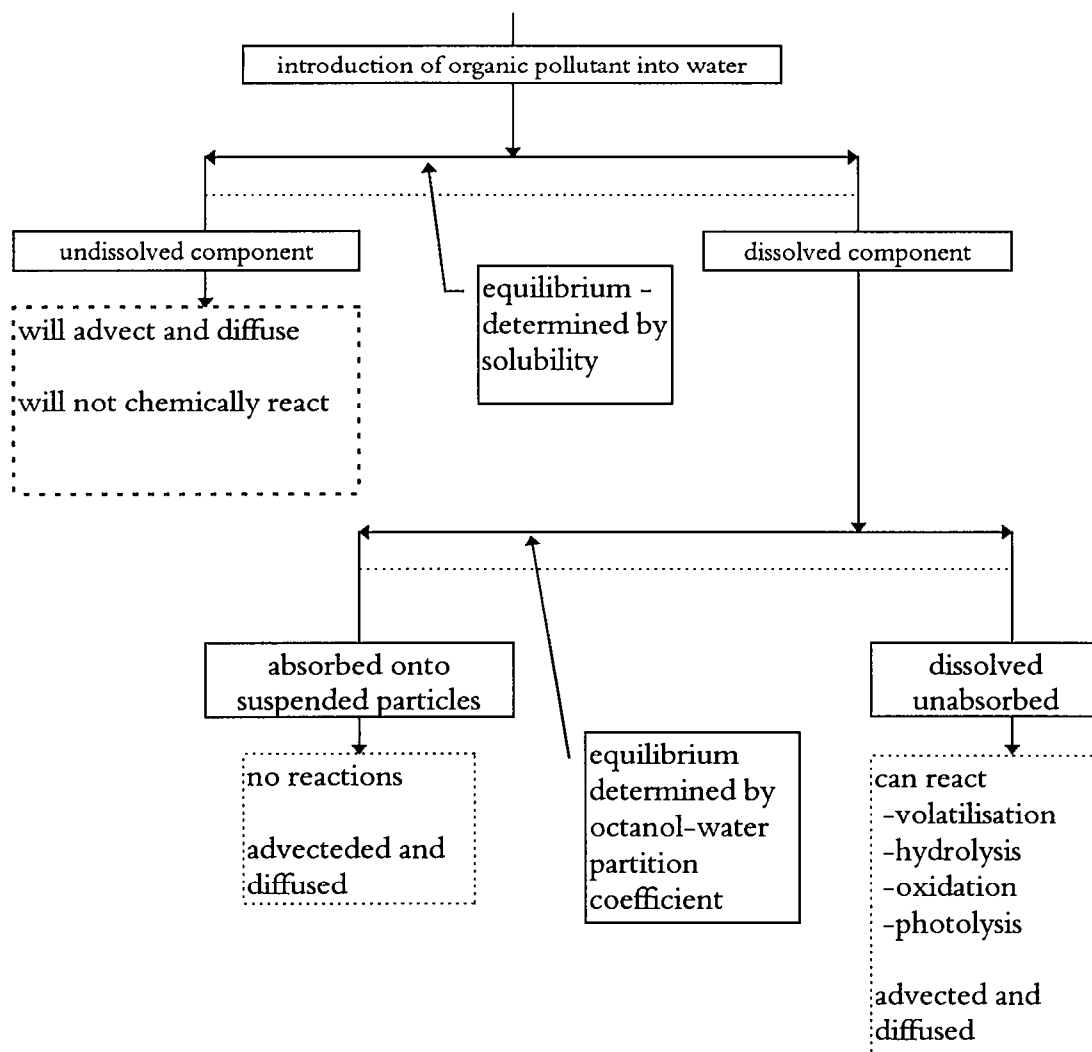 introduction of organic pollutant into water
undissolved component
dissolved component
equilibrium -
determined by
solubility
will advect and diffuse
will not chemically react
absorbed onto
suspended particles
dissolved
unabsorbed
equilibrium
determined by
octanol-water
partition
coefficient
no reactions
advecteded and
diffused
can react
-volatilisation
-hydrolysis
-oxidation
-photolysis
advected and
diffused